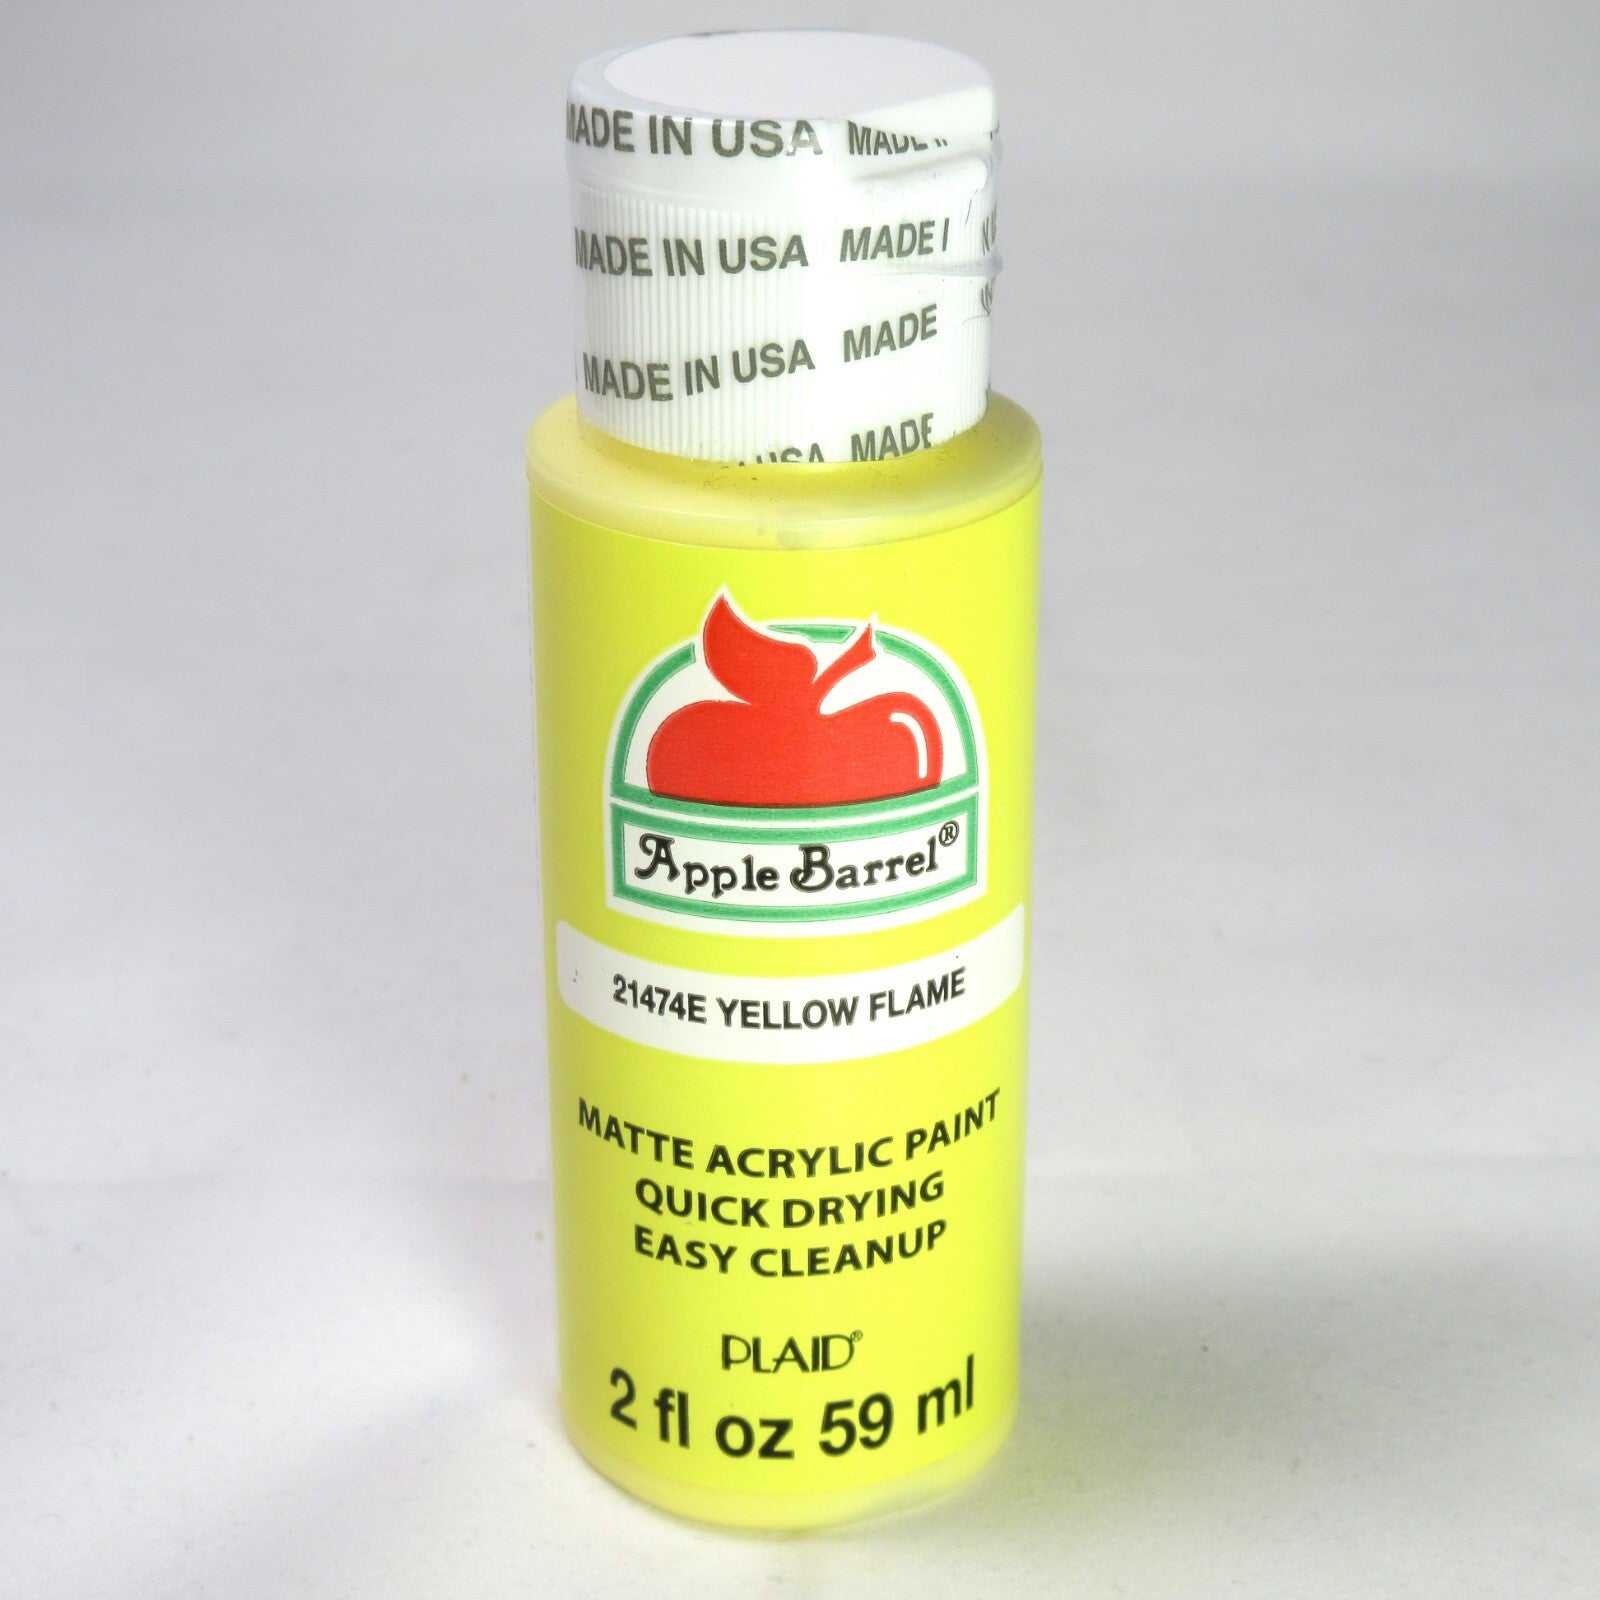 MADE IN USA MADE
MADE IN USA MADE
MADE IN USA MADE
USA MADE
Apple Barrel®
21474E YELLOW FLAME
MATTE ACRYLIC PAINT
QUICK DRYING
EASY CLEANUP
PLAID®
2 fl oz 59 ml